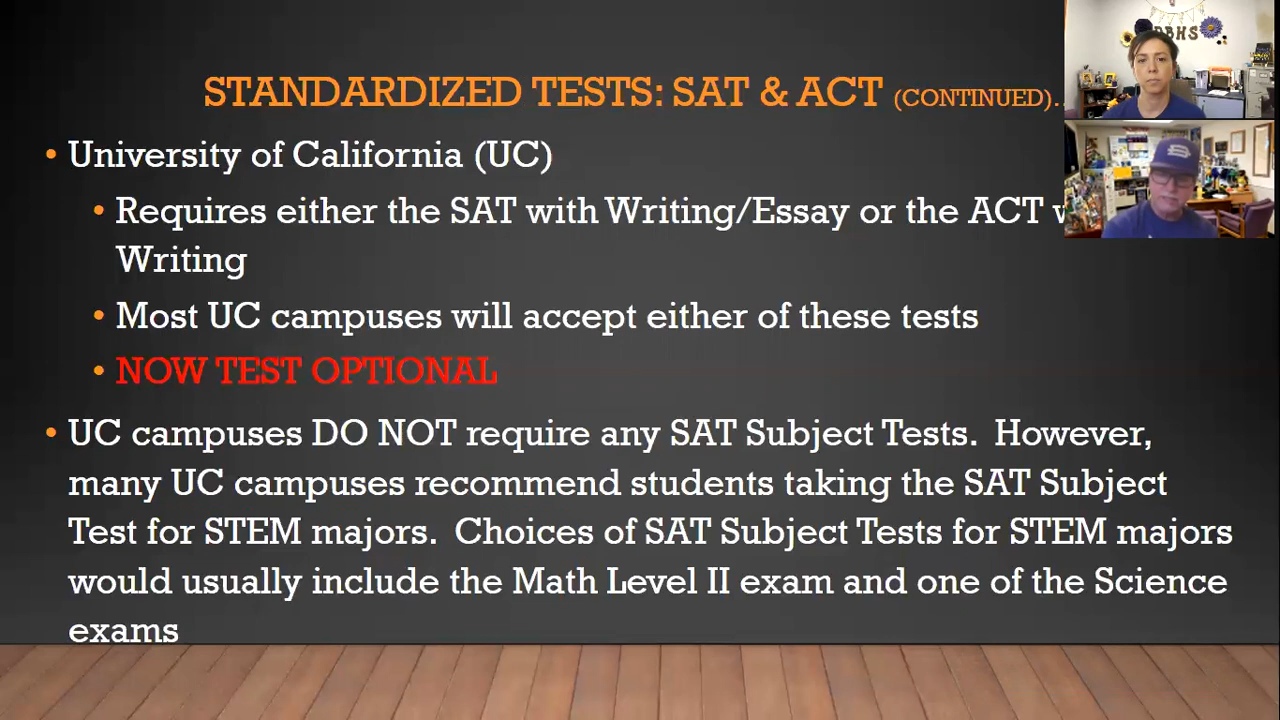 STANDARDIZED TESTS: SAT & ACT (CONTINUED)..
• University of California (UC)
• Requires either the SAT with Writing/Essay or the ACT
Writing
• Most UC campuses will accept either of these tests
• NOW TEST OPTIONAL
• UC campuses DO NOT require any SAT Subject Tests. However,
many UC campuses recommend students taking the SAT Subject
Test for STEM majors. Choices of SAT Subject Tests for STEM majors
would usually include the Math Level II exam and one of the Science
exams
BHS